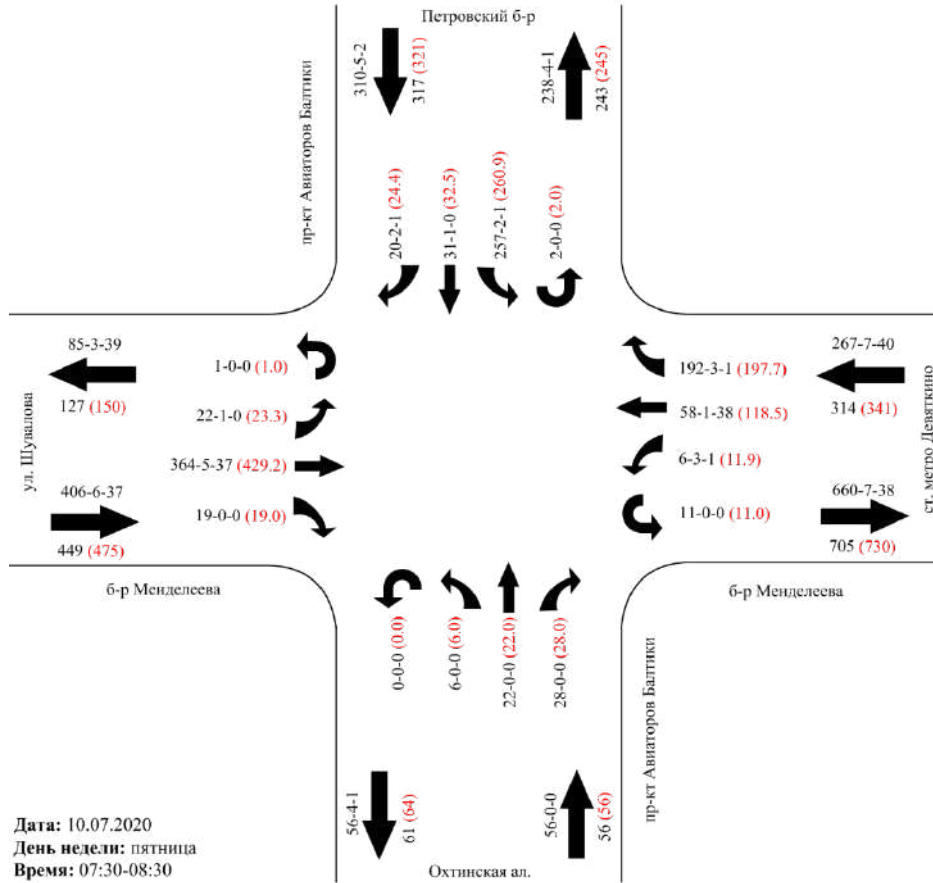 Петровский б-р
310-5-2
317 (321)
238-4-1
243 (245)
пр-кт Авиаторов Балтики
20-2-1 (24.4)
31-1-0 (32.5)
257-2-1 (260.9)
2-0-0 (2.0)
85-3-39
127 (150)
ул. Шувалова
406-6-37
449 (475)
1-0-0 (1.0)
22-1-0 (23.3)
364-5-37 (429.2)
19-0-0 (19.0)
192-3-1 (197.7)
58-1-38 (118.5)
6-3-1 (11.9)
11-0-0 (11.0)
267-7-40
314 (341)
660-7-38
705 (730)
ст. метро Девяткино
б-р Менделеева
б-р Менделеева
0-0-0 (0.0)
6-0-0 (6.0)
22-0-0 (22.0)
28-0-0 (28.0)
пр-кт Авиаторов Балтики
56-4-1
61 (64)
56-0-0
56 (56)
Дата: 10.07.2020
День недели: пятница
Время: 07:30-08:30
Охтинская ал.